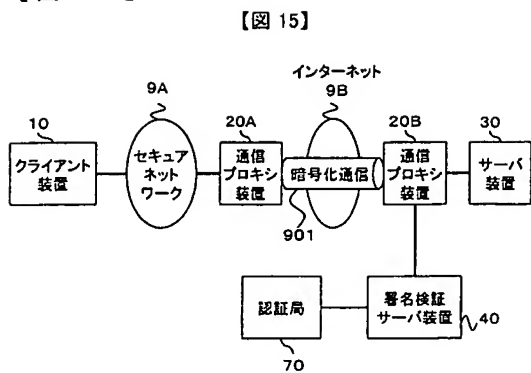 【図 15】
インターネット
9A
9B
10
20A
20B
30
クライアント
装置
セキュア
ネット
ワーク
通信
プロキシ
装置
暗号化通信
通信
プロキシ
装置
サーバ
装置
901
認証局
署名検証
サーバ装置
40
70